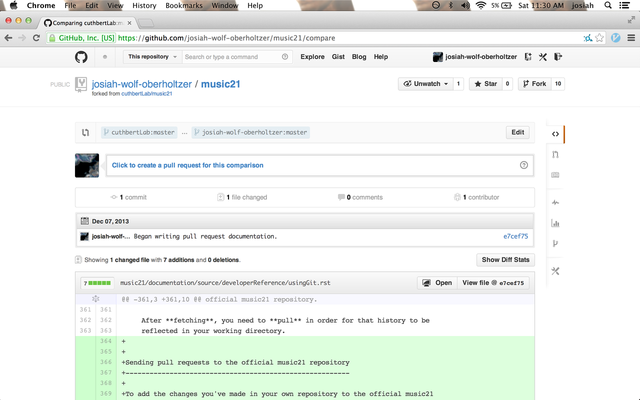 Chrome File Edit View History Bookmarks Window Help 5% Sat 11:30 AM josiah
Comparing cuthbertLab:m
GitHub, Inc. [US] https://github.com/josiah-wolf-oberholtzer/music21/compare
This repository Search or type a command Explore Gist Blog Help josiah-wolf-oberholtzer
PUBLIC josiah-wolf-oberholtzer / music21 Unwatch 1 Star 0 Fork 10
forked from cuthbertLab/music21
cuthbertLab:master ... josiah-wolf-oberholtzer:master Edit
Click to create a pull request for this comparison
1 commit 1 file changed 0 comments 1 contributor
Dec 07, 2013
josiah-wolf-... Began writing pull request documentation. e7cef75
Showing 1 changed file with 7 additions and 0 deletions. Show Diff Stats
7 music21/documentation/source/developerReference/usingGit.rst Open View file @ e7cef75
@@ -361,3 +361,10 @@ official music21 repository.
361 361
362 362 After **fetching**, you need to **pull** in order for that history to be
363 363 reflected in your working directory.
364 +
365 +
366 +Sending pull requests to the official music21 repository
367 +--------------------------------------------------------
368 +
369 +To add the changes you've made in your own repository to the official music21